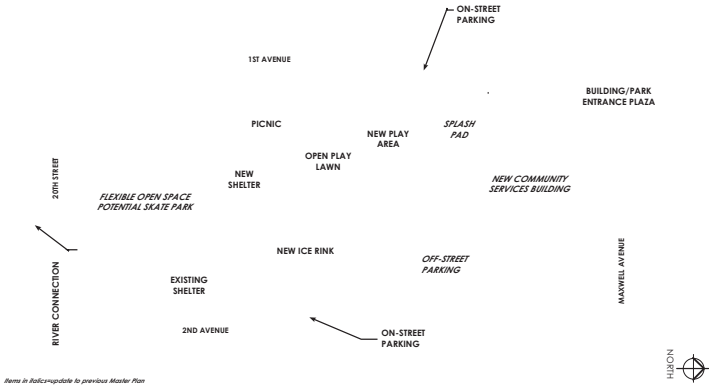 ON-STREET
PARKING
1ST AVENUE
BUILDING/PARK
ENTRANCE PLAZA
PICNIC
SPLASH
PAD
NEW PLAY
AREA
OPEN PLAY
LAWN
20TH STREET
NEW
SHELTER
NEW COMMUNITY
SERVICES BUILDING
FLEXIBLE OPEN SPACE
POTENTIAL SKATE PARK
NEW ICE RINK
OFF-STREET
PARKING
MAXWELL AVENUE
RIVER CONNECTION
EXISTING
SHELTER
2ND AVENUE
ON-STREET
PARKING
NORTH
Items in italics=update to previous Master Plan